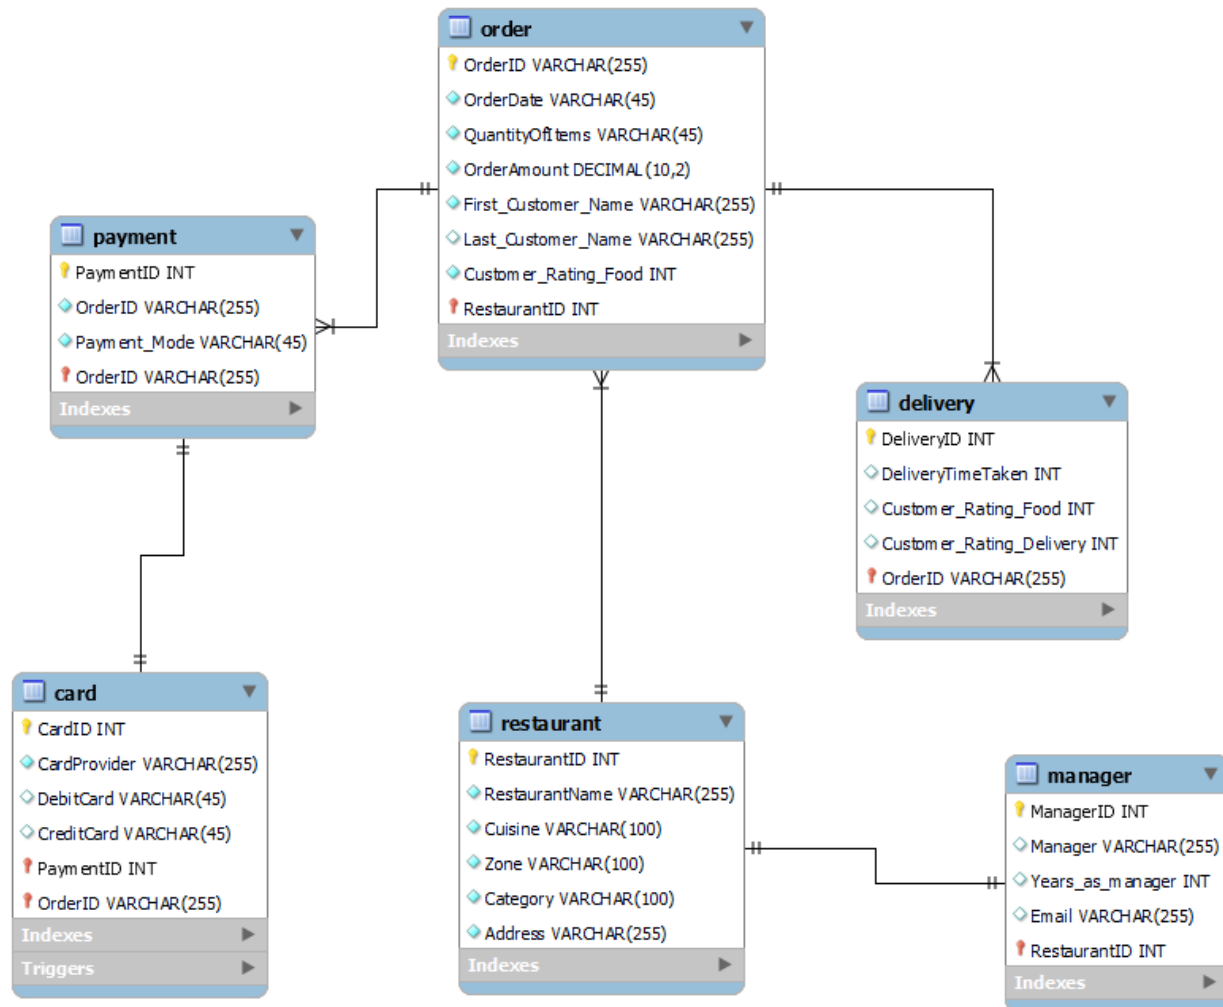 order
OrderID VARCHAR(255)
OrderDate VARCHAR(45)
QuantityOfItems VARCHAR(45)
OrderAmount DECIMAL(10,2)
First_Customer_Name VARCHAR(255)
Last_Customer_Name VARCHAR(255)
Customer_Rating_Food INT
RestaurantID INT
Indexes
payment
PaymentID INT
OrderID VARCHAR(255)
Payment_Mode VARCHAR(45)
OrderID VARCHAR(255)
Indexes
delivery
DeliveryID INT
DeliveryTimeTaken INT
Customer_Rating_Food INT
Customer_Rating_Delivery INT
OrderID VARCHAR(255)
Indexes
card
CardID INT
CardProvider VARCHAR(255)
DebitCard VARCHAR(45)
CreditCard VARCHAR(45)
PaymentID INT
OrderID VARCHAR(255)
Indexes
Triggers
restaurant
RestaurantID INT
RestaurantName VARCHAR(255)
Cuisine VARCHAR(100)
Zone VARCHAR(100)
Category VARCHAR(100)
Address VARCHAR(255)
Indexes
manager
ManagerID INT
Manager VARCHAR(255)
Years_as_manager INT
Email VARCHAR(255)
RestaurantID INT
Indexes